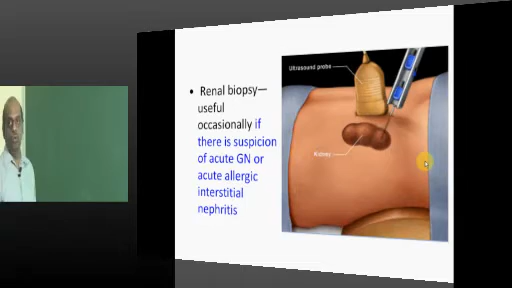 • Renal biopsy—
useful
occasionally if
there is suspicion
of acute GN or
acute allergic
interstitial
nephritis
Ultrasound probe
Kidney